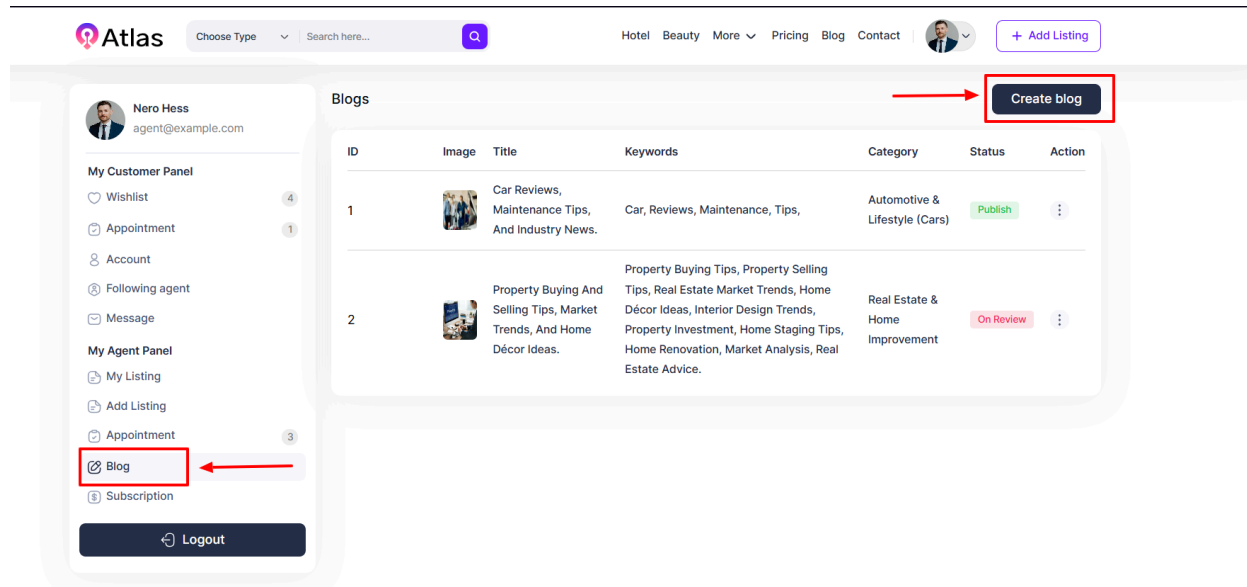 Atlas
Choose Type
Search here...
Hotel Beauty More Pricing Blog Contact
+ Add Listing
Nero Hess
agent@example.com
My Customer Panel
Wishlist 4
Appointment 1
Account
Following agent
Message
My Agent Panel
My Listing
Add Listing
Appointment 3
Blog
Subscription
Logout
Blogs
Create blog
ID Image Title Keywords Category Status Action
1
Car Reviews,
Maintenance Tips,
And Industry News.
Car, Reviews, Maintenance, Tips,
Automotive &
Lifestyle (Cars)
Publish
2
Property Buying And
Selling Tips, Market
Trends, And Home
Décor Ideas.
Property Buying Tips, Property Selling
Tips, Real Estate Market Trends, Home
Décor Ideas, Interior Design Trends,
Property Investment, Home Staging Tips,
Home Renovation, Market Analysis, Real
Estate Advice.
Real Estate &
Home
Improvement
On Review